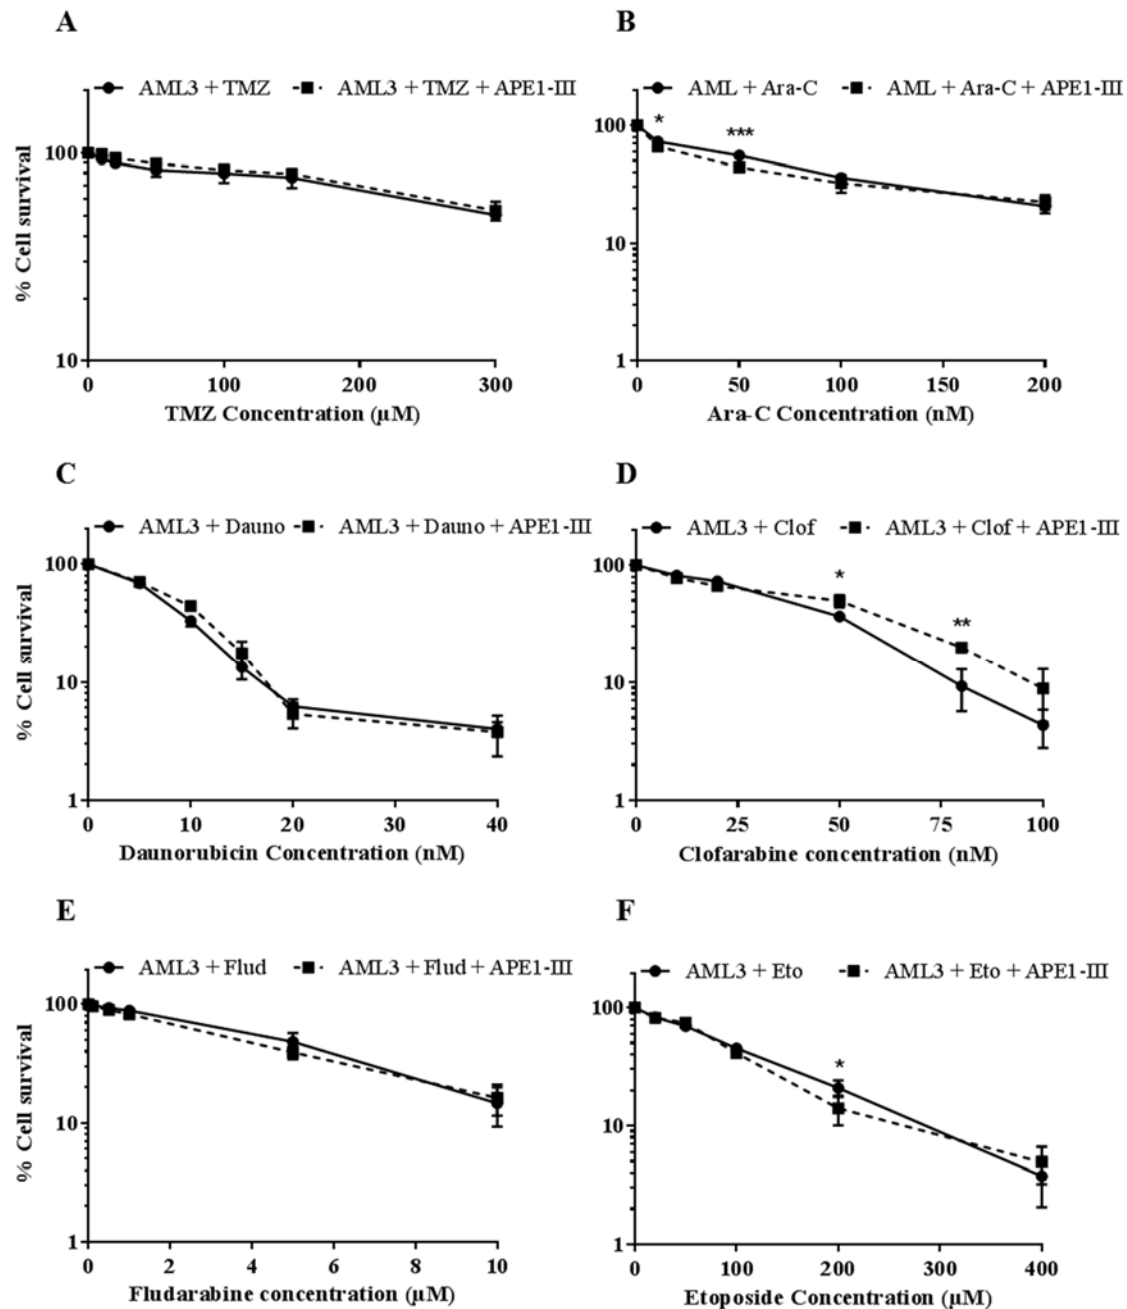 A
AML3 + TMZ AML3 + TMZ + APE1-III
% Cell survival
100
10
0 100 200 300
TMZ Concentration (µM)
B
AML + Ara-C AML + Ara-C + APE1-III
* ***
100
10
1
0 50 100 150 200
Ara-C Concentration (nM)
C
AML3 + Dauno AML3 + Dauno + APE1-III
% Cell survival
100
10
1
0 10 20 30 40
Daunorubicin Concentration (nM)
D
AML3 + Clof AML3 + Clof + APE1-III
* **
100
10
1
0 25 50 75 100
Clofarabine concentration (nM)
E
AML3 + Flud AML3 + Flud + APE1-III
% Cell survival
100
10
1
0 2 4 6 8 10
Fludarabine concentration (µM)
F
AML3 + Eto AML3 + Eto + APE1-III
*
100
10
1
0 100 200 300 400
Etoposide Concentration (µM)